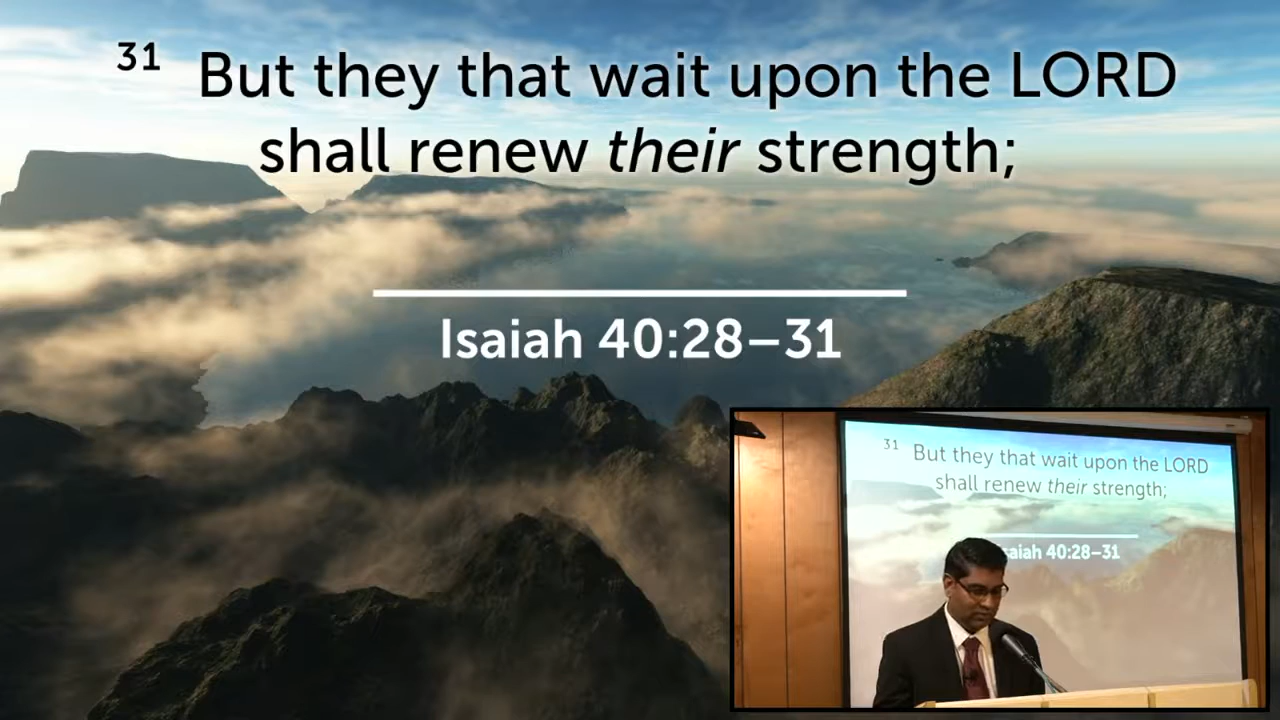 31 But they that wait upon the LORD
shall renew their strength;
Isaiah 40:28–31
31 But they that wait upon the LORD
shall renew their strength;
saiah 40:28–31